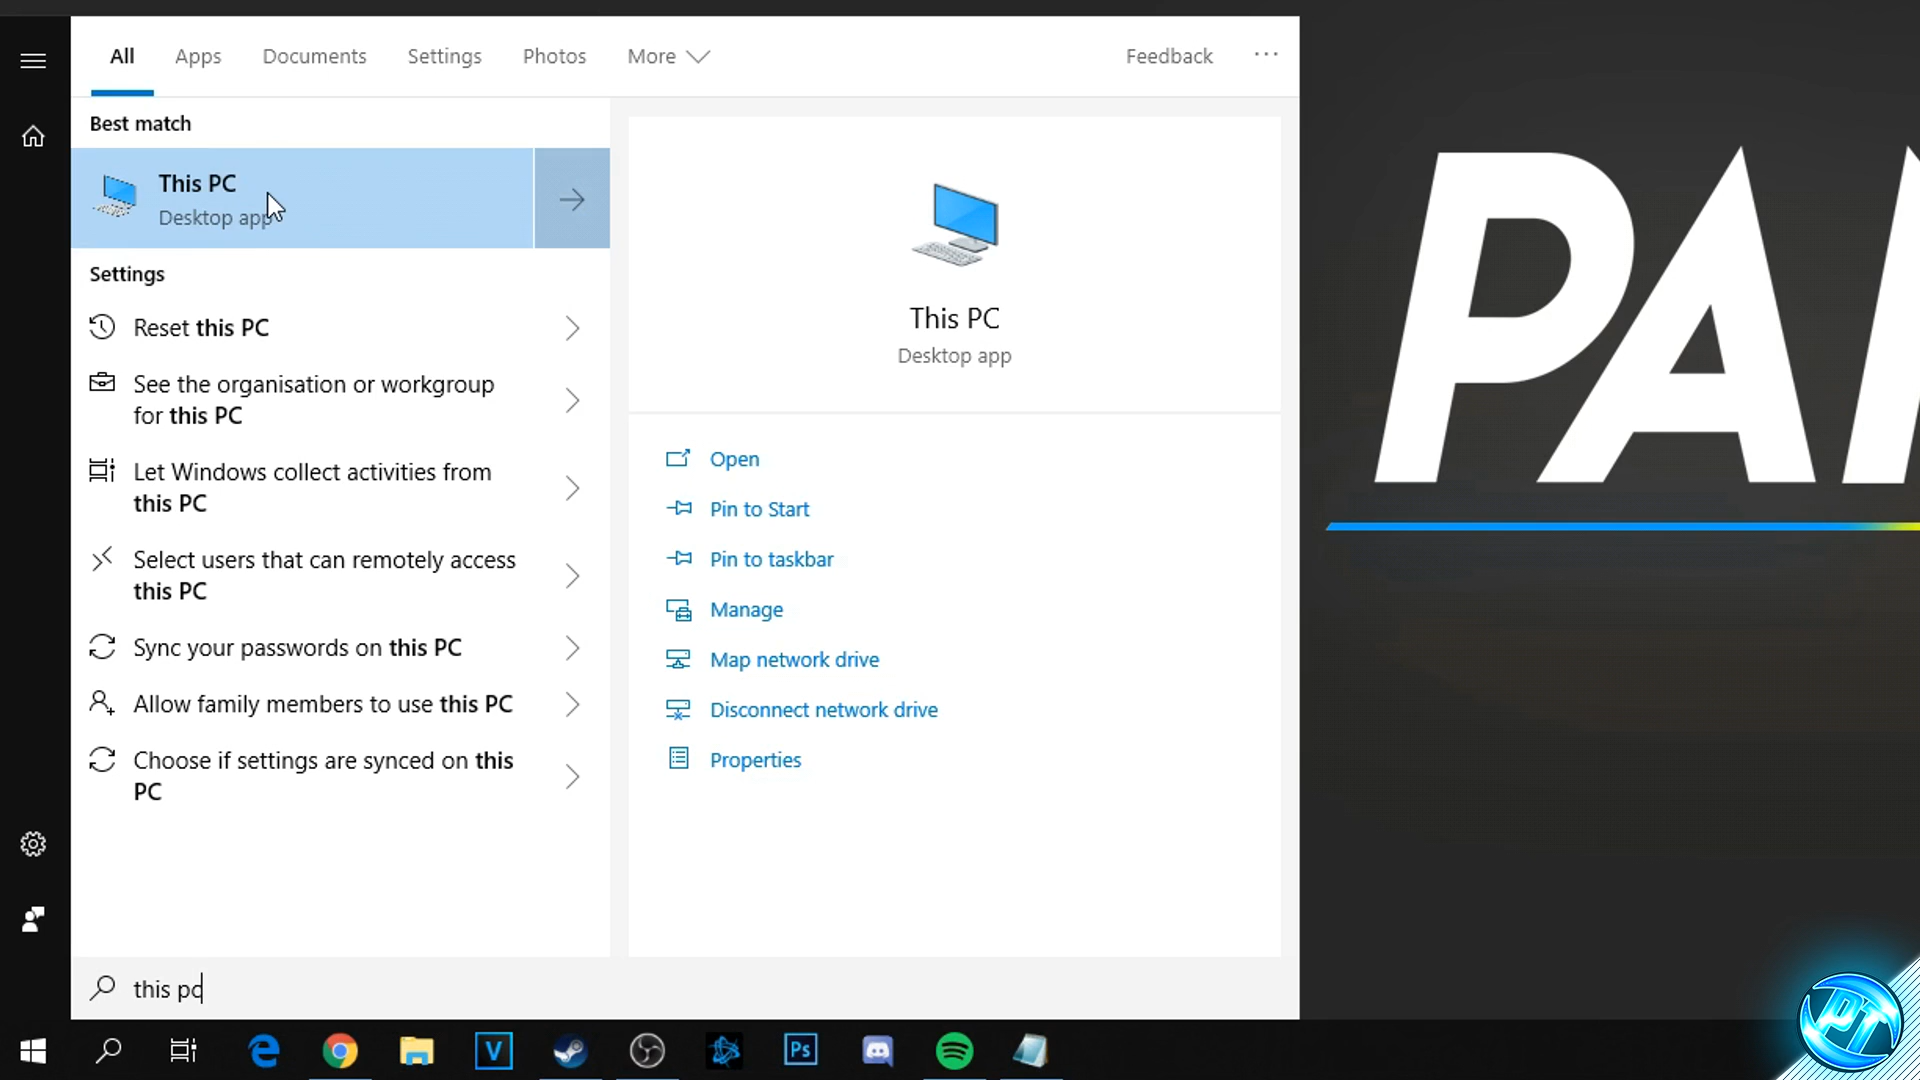 All Apps Documents Settings Photos More Feedback ...
Best match
This PC
Desktop app
Settings
Reset this PC
See the organisation or workgroup
for this PC
Let Windows collect activities from
this PC
Select users that can remotely access
this PC
Sync your passwords on this PC
Allow family members to use this PC
Choose if settings are synced on this
PC
This PC
Desktop app
Open
Pin to Start
Pin to taskbar
Manage
Map network drive
Disconnect network drive
Properties
this pc
PA
V
Ps
PT